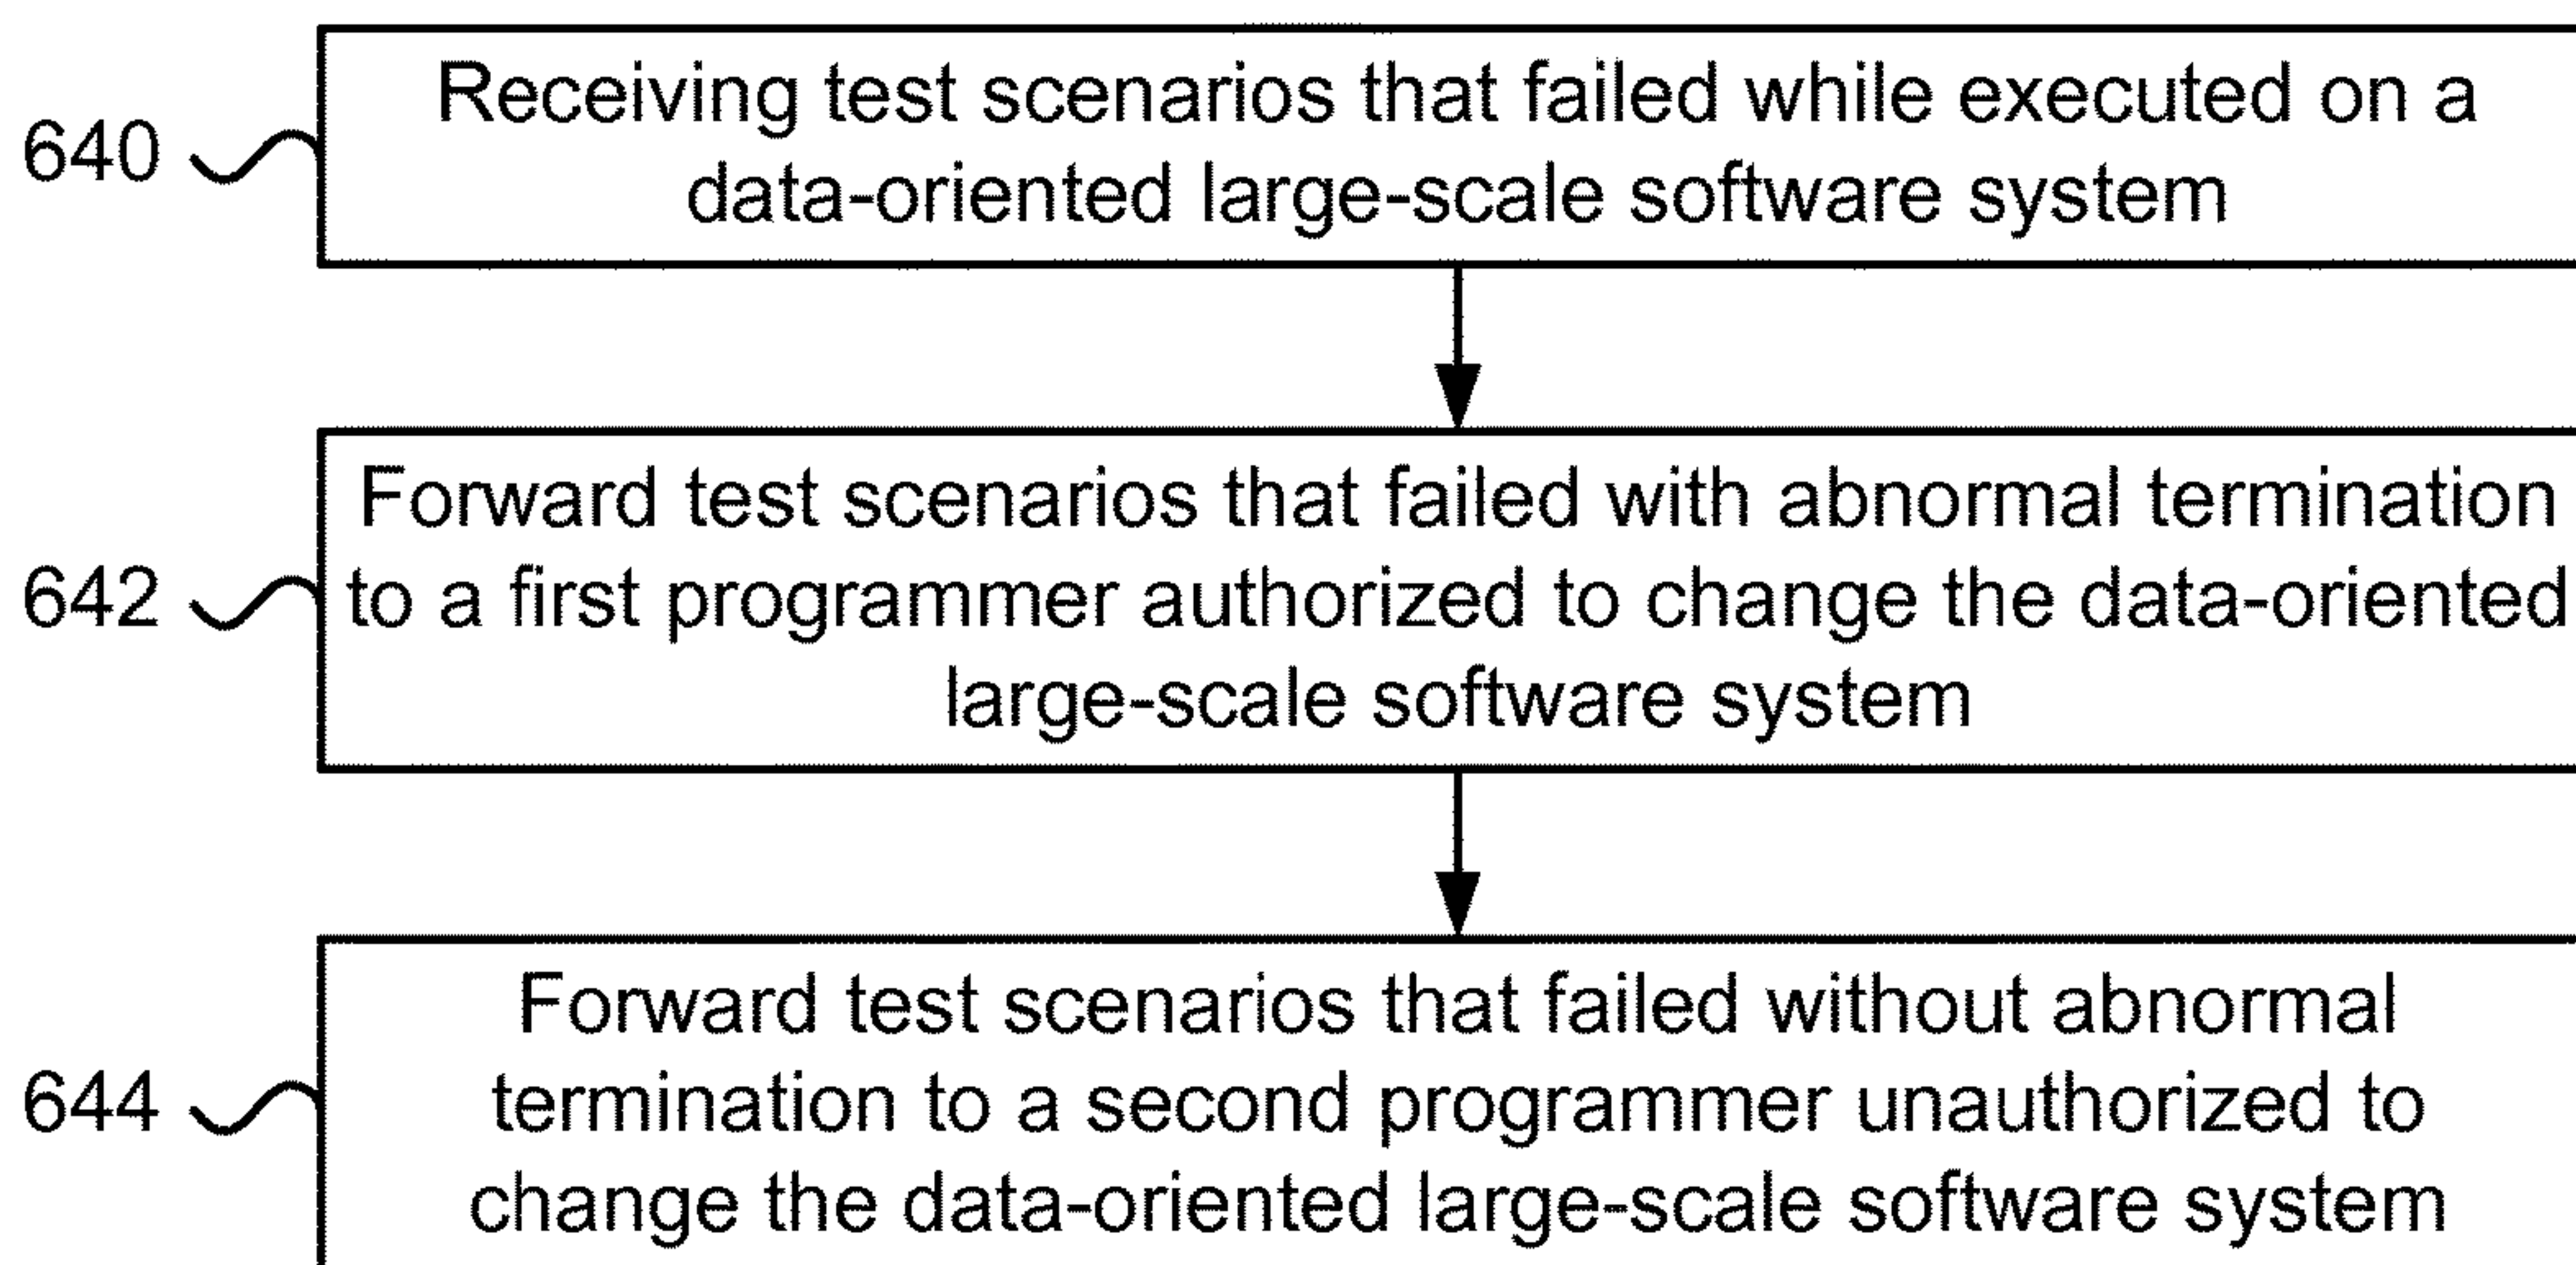 Receiving test scenarios that failed while executed on a
640
data-oriented large-scale software system
Forward test scenarios that failed with abnormal termination
642
to a first programmer authorized to change the data-oriented
large-scale software system
Forward test scenarios that failed without abnormal
644
termination to a second programmer unauthorized to
change the data-oriented large-scale software system